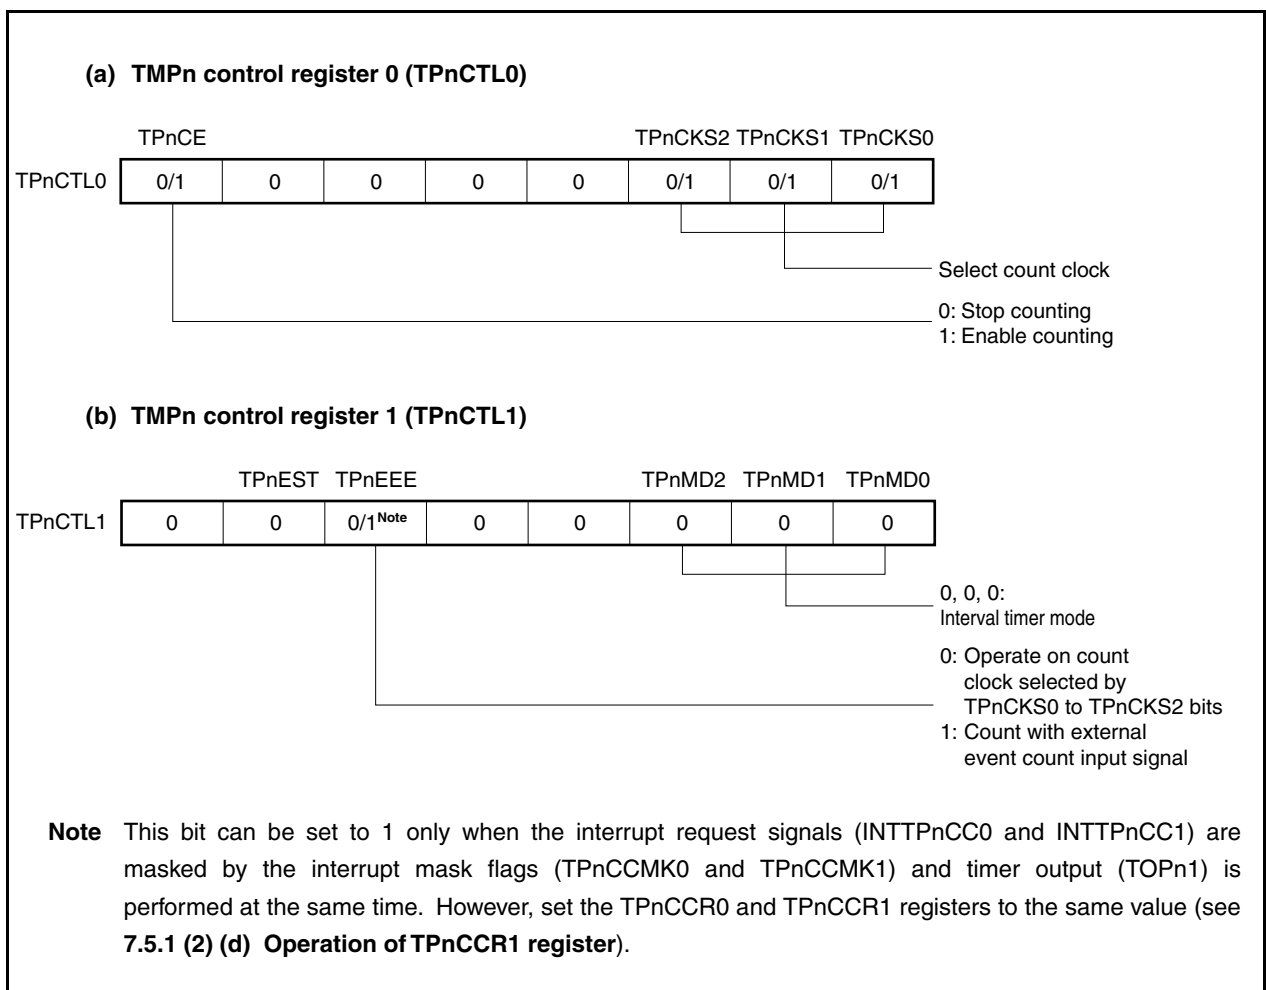 (a) TMPn control register 0 (TPnCTL0)
TPnCE TPnCKS2 TPnCKS1 TPnCKS0
TPnCTL0 0/1 0 0 0 0 0/1 0/1 0/1
Select count clock
0: Stop counting
1: Enable counting
(b) TMPn control register 1 (TPnCTL1)
TPnEST TPnEEE TPnMD2 TPnMD1 TPnMD0
TPnCTL1 0 0 0/1Note 0 0 0 0 0
0, 0, 0:
Interval timer mode
0: Operate on count
clock selected by
TPnCKS0 to TPnCKS2 bits
1: Count with external
event count input signal
Note This bit can be set to 1 only when the interrupt request signals (INTTPnCC0 and INTTPnCC1) are
masked by the interrupt mask flags (TPnCCMK0 and TPnCCMK1) and timer output (TOPn1) is
performed at the same time. However, set the TPnCCR0 and TPnCCR1 registers to the same value (see
7.5.1 (2) (d) Operation of TPnCCR1 register).